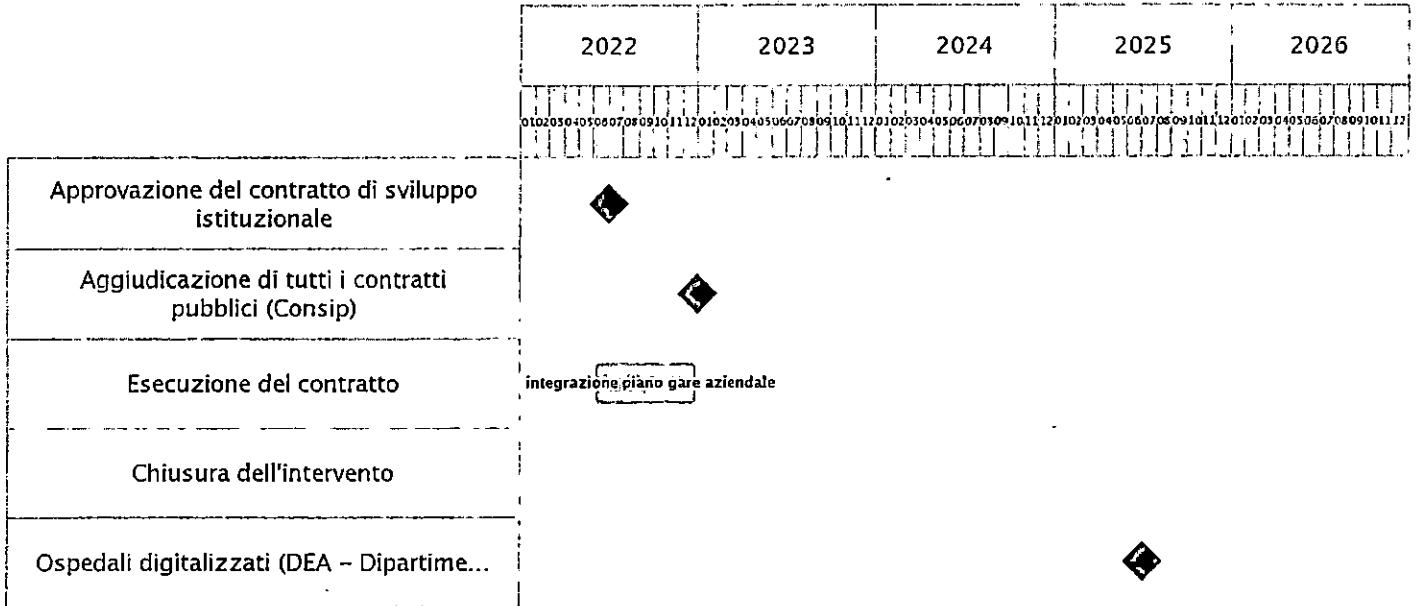 2022 2023 2024 2025 2026
010203040506070809101112010203040506070809101112010203040506070809101112010203040506070809101112010203040506070809101112
Approvazione del contratto di sviluppo
istituzionale
Aggiudicazione di tutti i contratti
pubblici (Consip)
Esecuzione del contratto
integrazione piano gare aziendale
Chiusura dell'intervento
Ospedali digitalizzati (DEA – Dipartime...